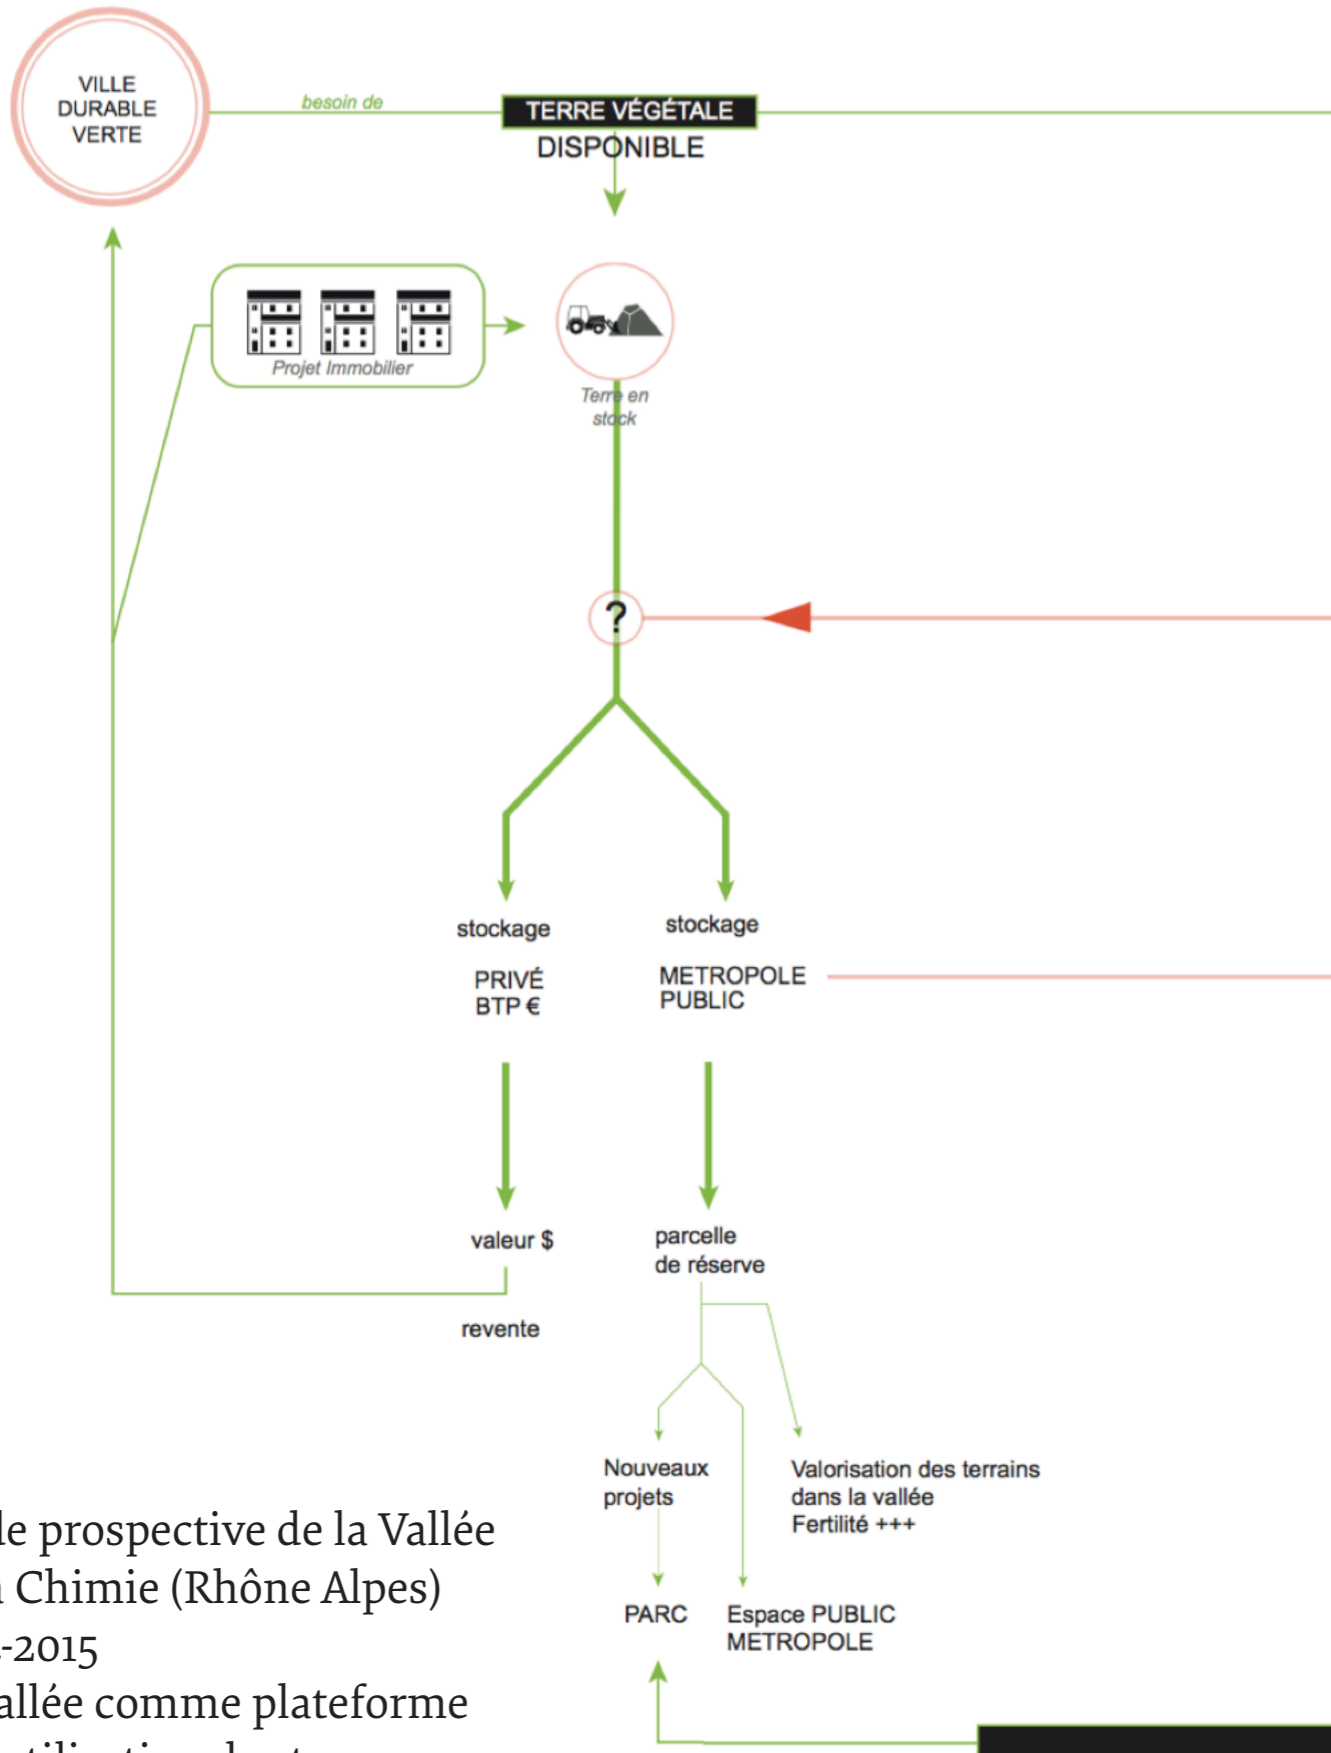 VILLE
DURABLE
VERTE
besoin de
TERRE VÉGÉTALE
DISPONIBLE
Projet Immobilier
Terre en
stock
?
stockage
PRIVÉ
BTP €
stockage
METROPOLE
PUBLIC
valeur $
revente
parcelle
de réserve
Nouveaux
projets
Valorisation des terrains
dans la vallée
Fertilité +++
PARC
Espace PUBLIC
METROPOLE
de prospective de la Vallée
Chimie (Rhône Alpes)
-2015
allée comme plateforme